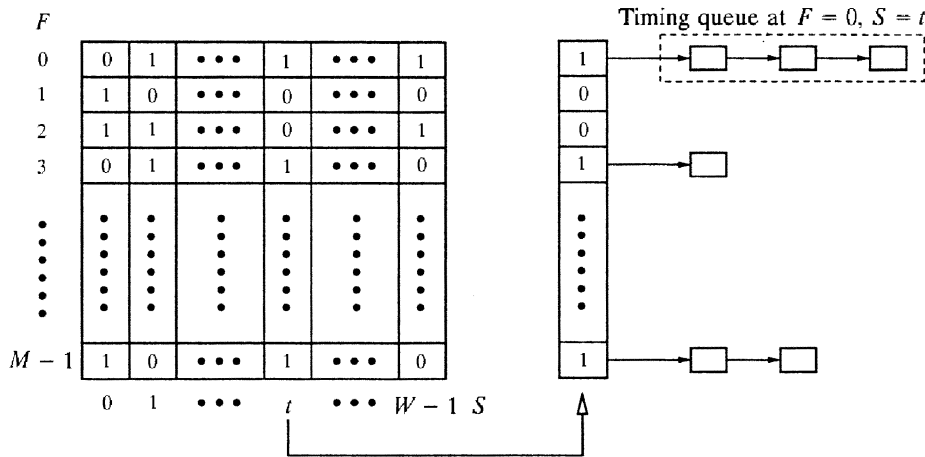 F
Timing queue at F = 0, S = t
0 0 1 ••• 1 ••• 1 1
1 1 0 ••• 0 ••• 0 0
2 1 1 ••• 0 ••• 1 0
3 0 1 ••• 1 ••• 0 1
M − 1 1 0 ••• 1 ••• 0 1
0 1 ••• t ••• W − 1 S